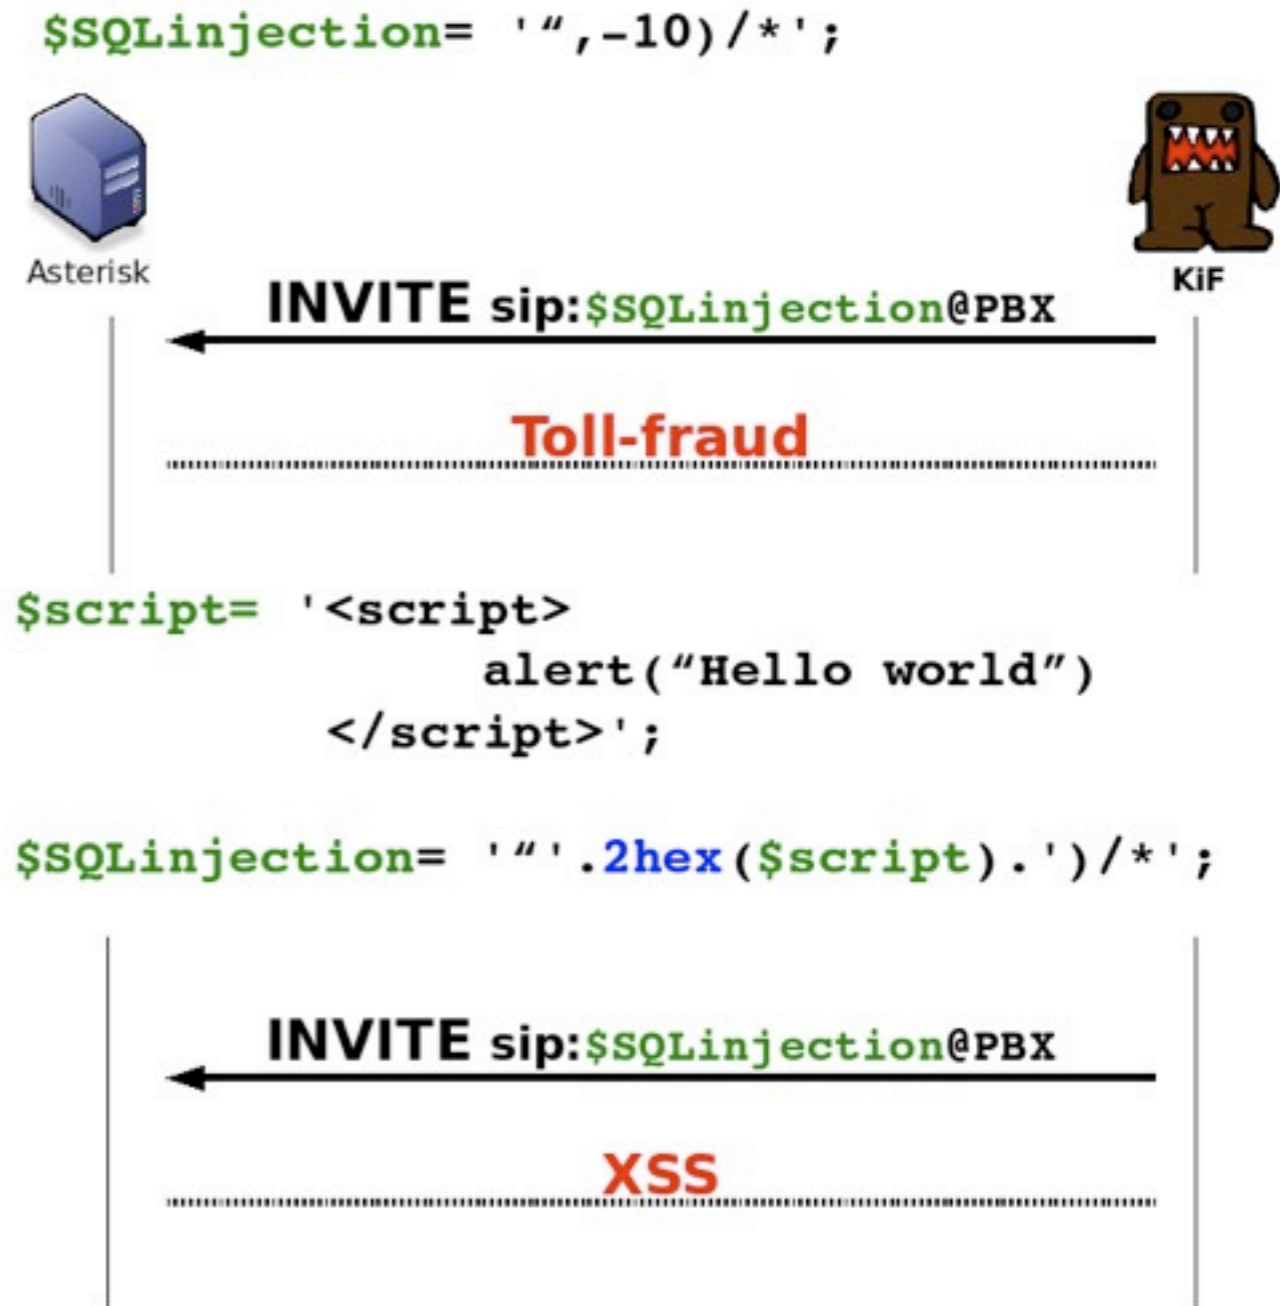 $SQLinjection= '“,-10)/*';
Asterisk
KiF
INVITE sip:$SQLinjection@PBX
Toll-fraud
$script= '<script>
alert(“Hello world”)
</script>';
$SQLinjection= '“'.2hex($script).')/*';
INVITE sip:$SQLinjection@PBX
XSS